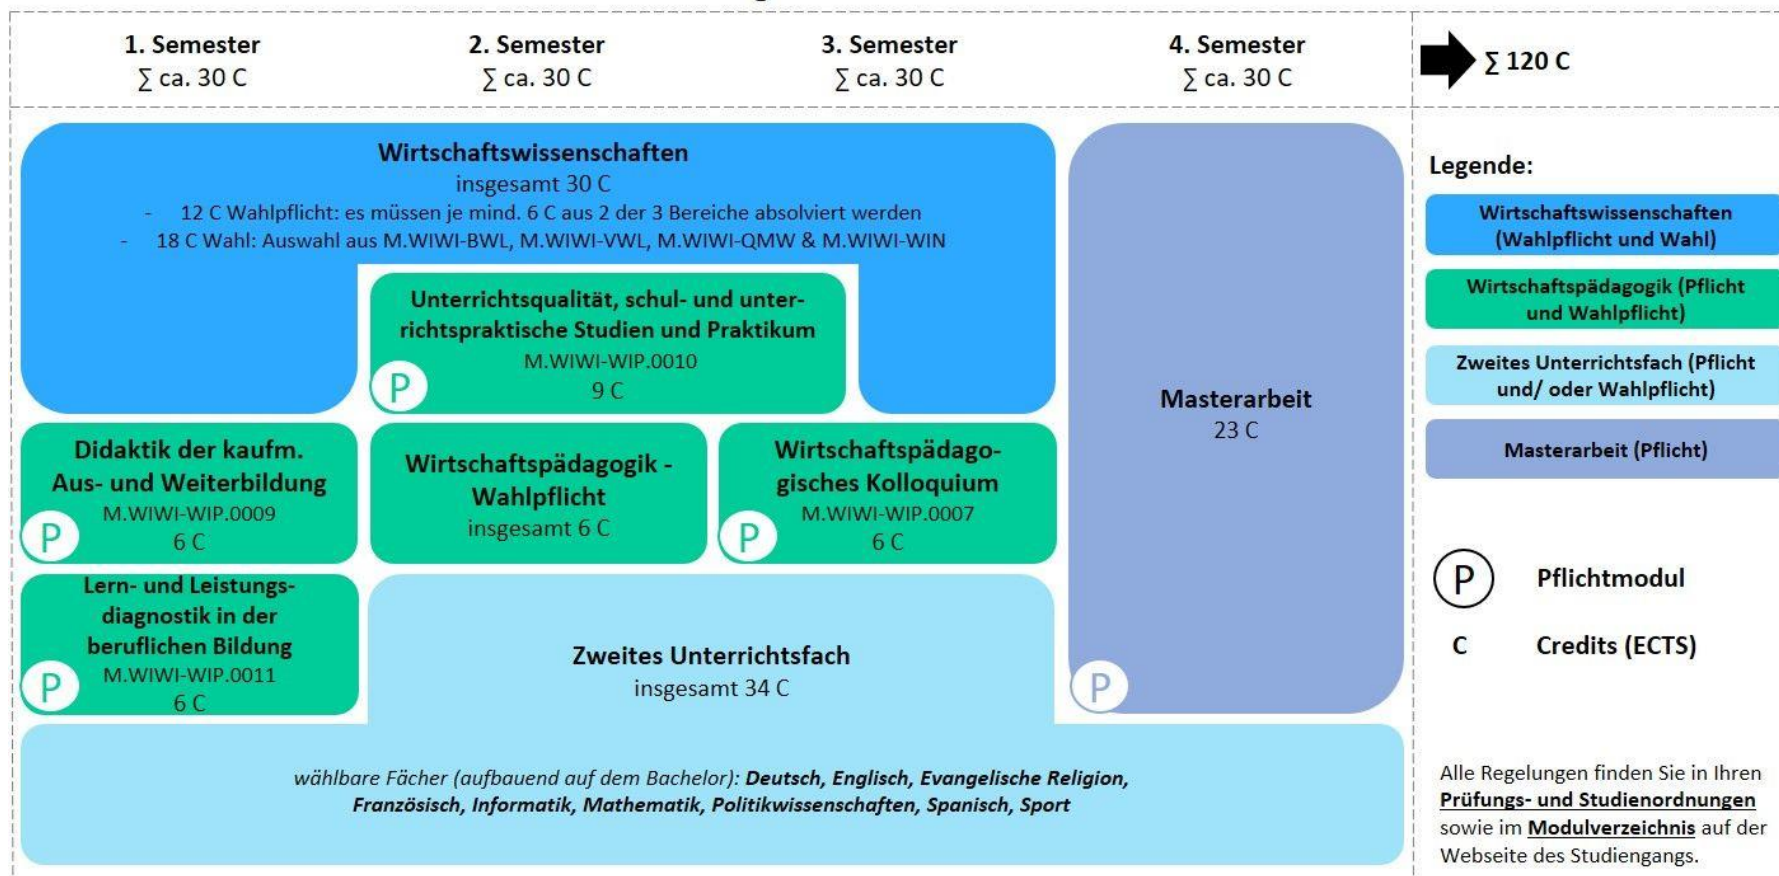 1. Semester
∑ ca. 30 C
2. Semester
∑ ca. 30 C
3. Semester
∑ ca. 30 C
4. Semester
∑ ca. 30 C
∑ 120 C
Wirtschaftswissenschaften
insgesamt 30 C
- 12 C Wahlpflicht: es müssen je mind. 6 C aus 2 der 3 Bereiche absolviert werden
- 18 C Wahl: Auswahl aus M.WIWI-BWL, M.WIWI-VWL, M.WIWI-QMW & M.WIWI-WIN
Unterrichtsqualität, schul- und unter-
richtspraktische Studien und Praktikum
M.WIWI-WIP.0010
9 C
P
Didaktik der kaufm.
Aus- und Weiterbildung
M.WIWI-WIP.0009
6 C
P
Wirtschaftspädagogik -
Wahlpflicht
insgesamt 6 C
Wirtschaftspädago-
gisches Kolloquium
M.WIWI-WIP.0007
6 C
P
Lern- und Leistungs-
diagnostik in der
beruflichen Bildung
M.WIWI-WIP.0011
6 C
P
Zweites Unterrichtsfach
insgesamt 34 C
wählbare Fächer (aufbauend auf dem Bachelor): Deutsch, Englisch, Evangelische Religion,
Französisch, Informatik, Mathematik, Politikwissenschaften, Spanisch, Sport
Masterarbeit
23 C
P
Legende:
Wirtschaftswissenschaften
(Wahlpflicht und Wahl)
Wirtschaftspädagogik (Pflicht
und Wahlpflicht)
Zweites Unterrichtsfach (Pflicht
und/ oder Wahlpflicht)
Masterarbeit (Pflicht)
P Pflichtmodul
C Credits (ECTS)
Alle Regelungen finden Sie in Ihren
Prüfungs- und Studienordnungen
sowie im Modulverzeichnis auf der
Webseite des Studiengangs.